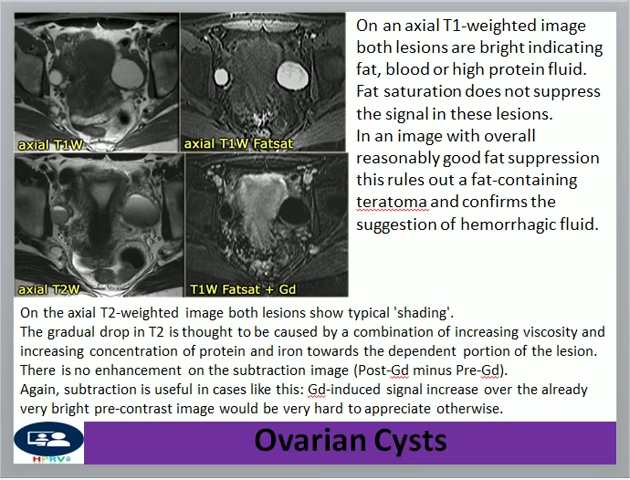 On an axial T1-weighted image
both lesions are bright indicating
fat, blood or high protein fluid.
Fat saturation does not suppress
the signal in these lesions.
In an image with overall
reasonably good fat suppression
this rules out a fat-containing
teratoma and confirms the
suggestion of hemorrhagic fluid.
axial T1W
axial T1W Fatsat
axial T2W
T1W Fatsat + Gd
On the axial T2-weighted image both lesions show typical 'shading'.
The gradual drop in T2 is thought to be caused by a combination of increasing viscosity and
increasing concentration of protein and iron towards the dependent portion of the lesion.
There is no enhancement on the subtraction image (Post-Gd minus Pre-Gd).
Again, subtraction is useful in cases like this: Gd-induced signal increase over the already
very bright pre-contrast image would be very hard to appreciate otherwise.
Ovarian Cysts